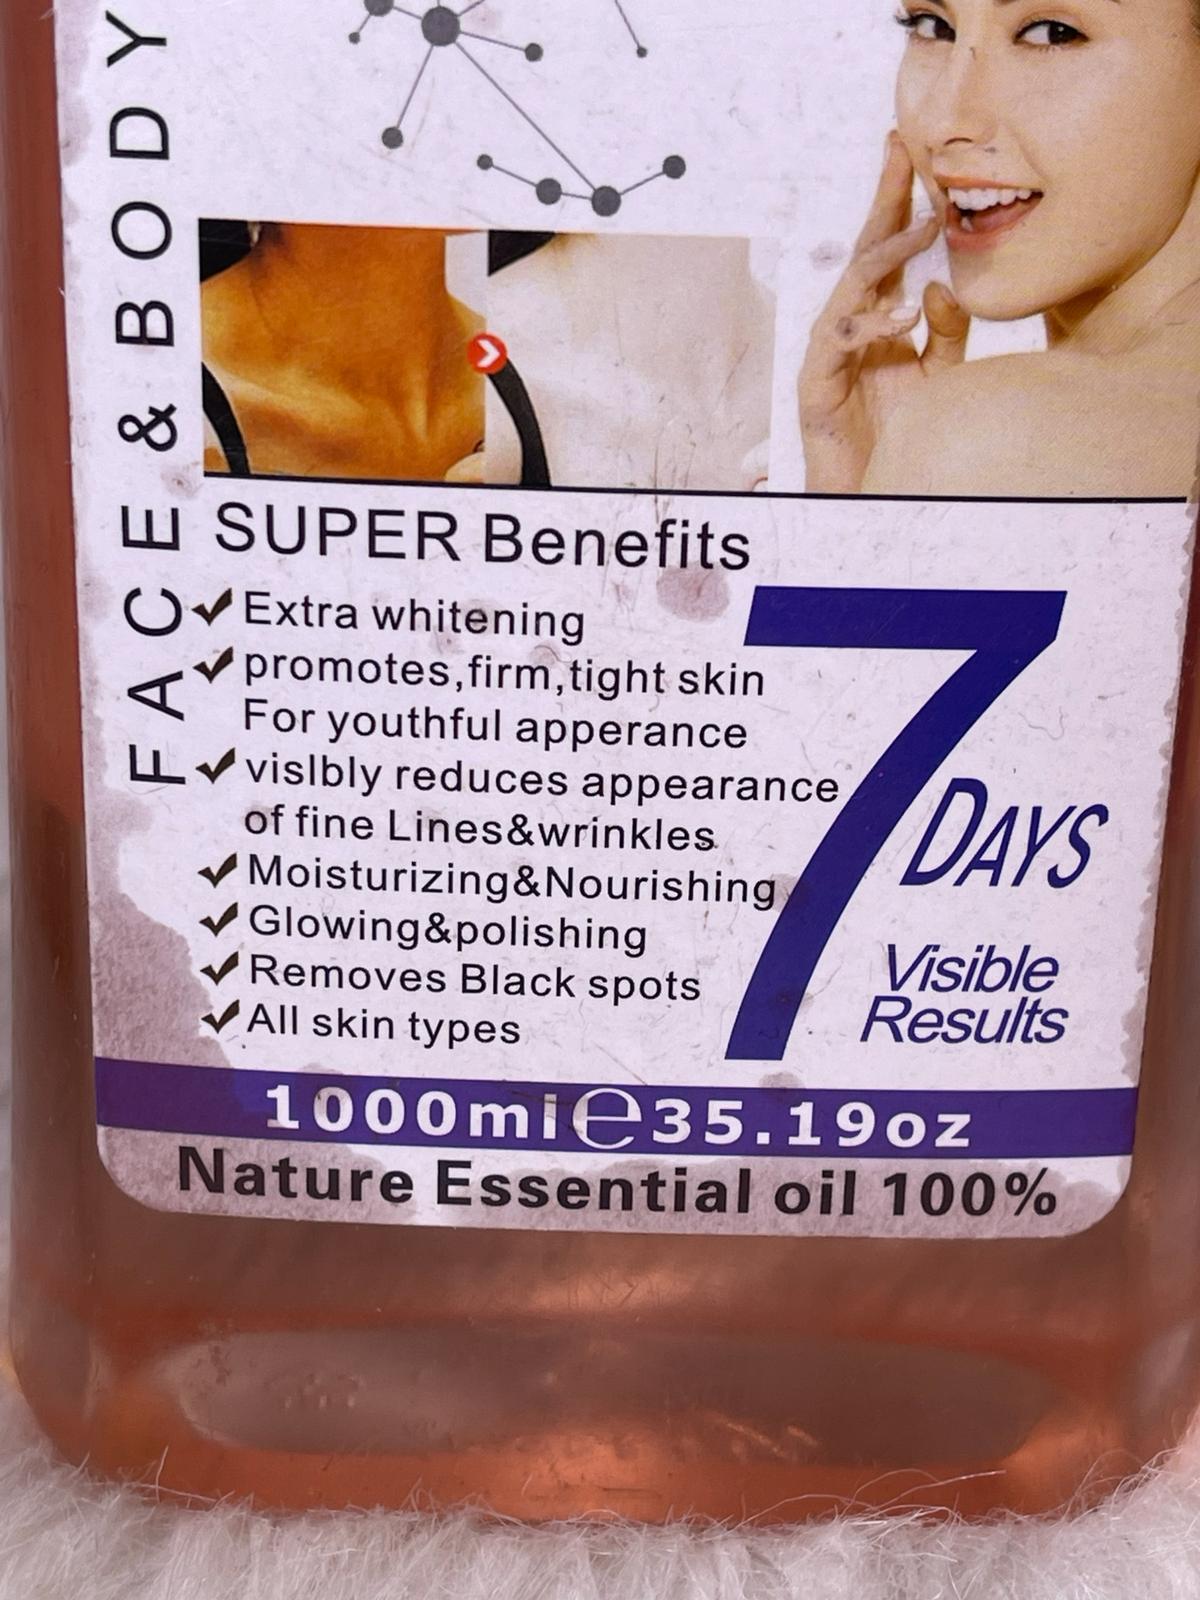 FACE & BODY
SUPER Benefits
Extra whitening
promotes,firm,tight skin
For youthful apperance
vislbly reduces appearance
of fine Lines&wrinkles
Moisturizing&Nourishing
Glowing&polishing
Removes Black spots
All skin types
7
DAYS
Visible
Results
1000ml℮35.19oz
Nature Essential oil 100%